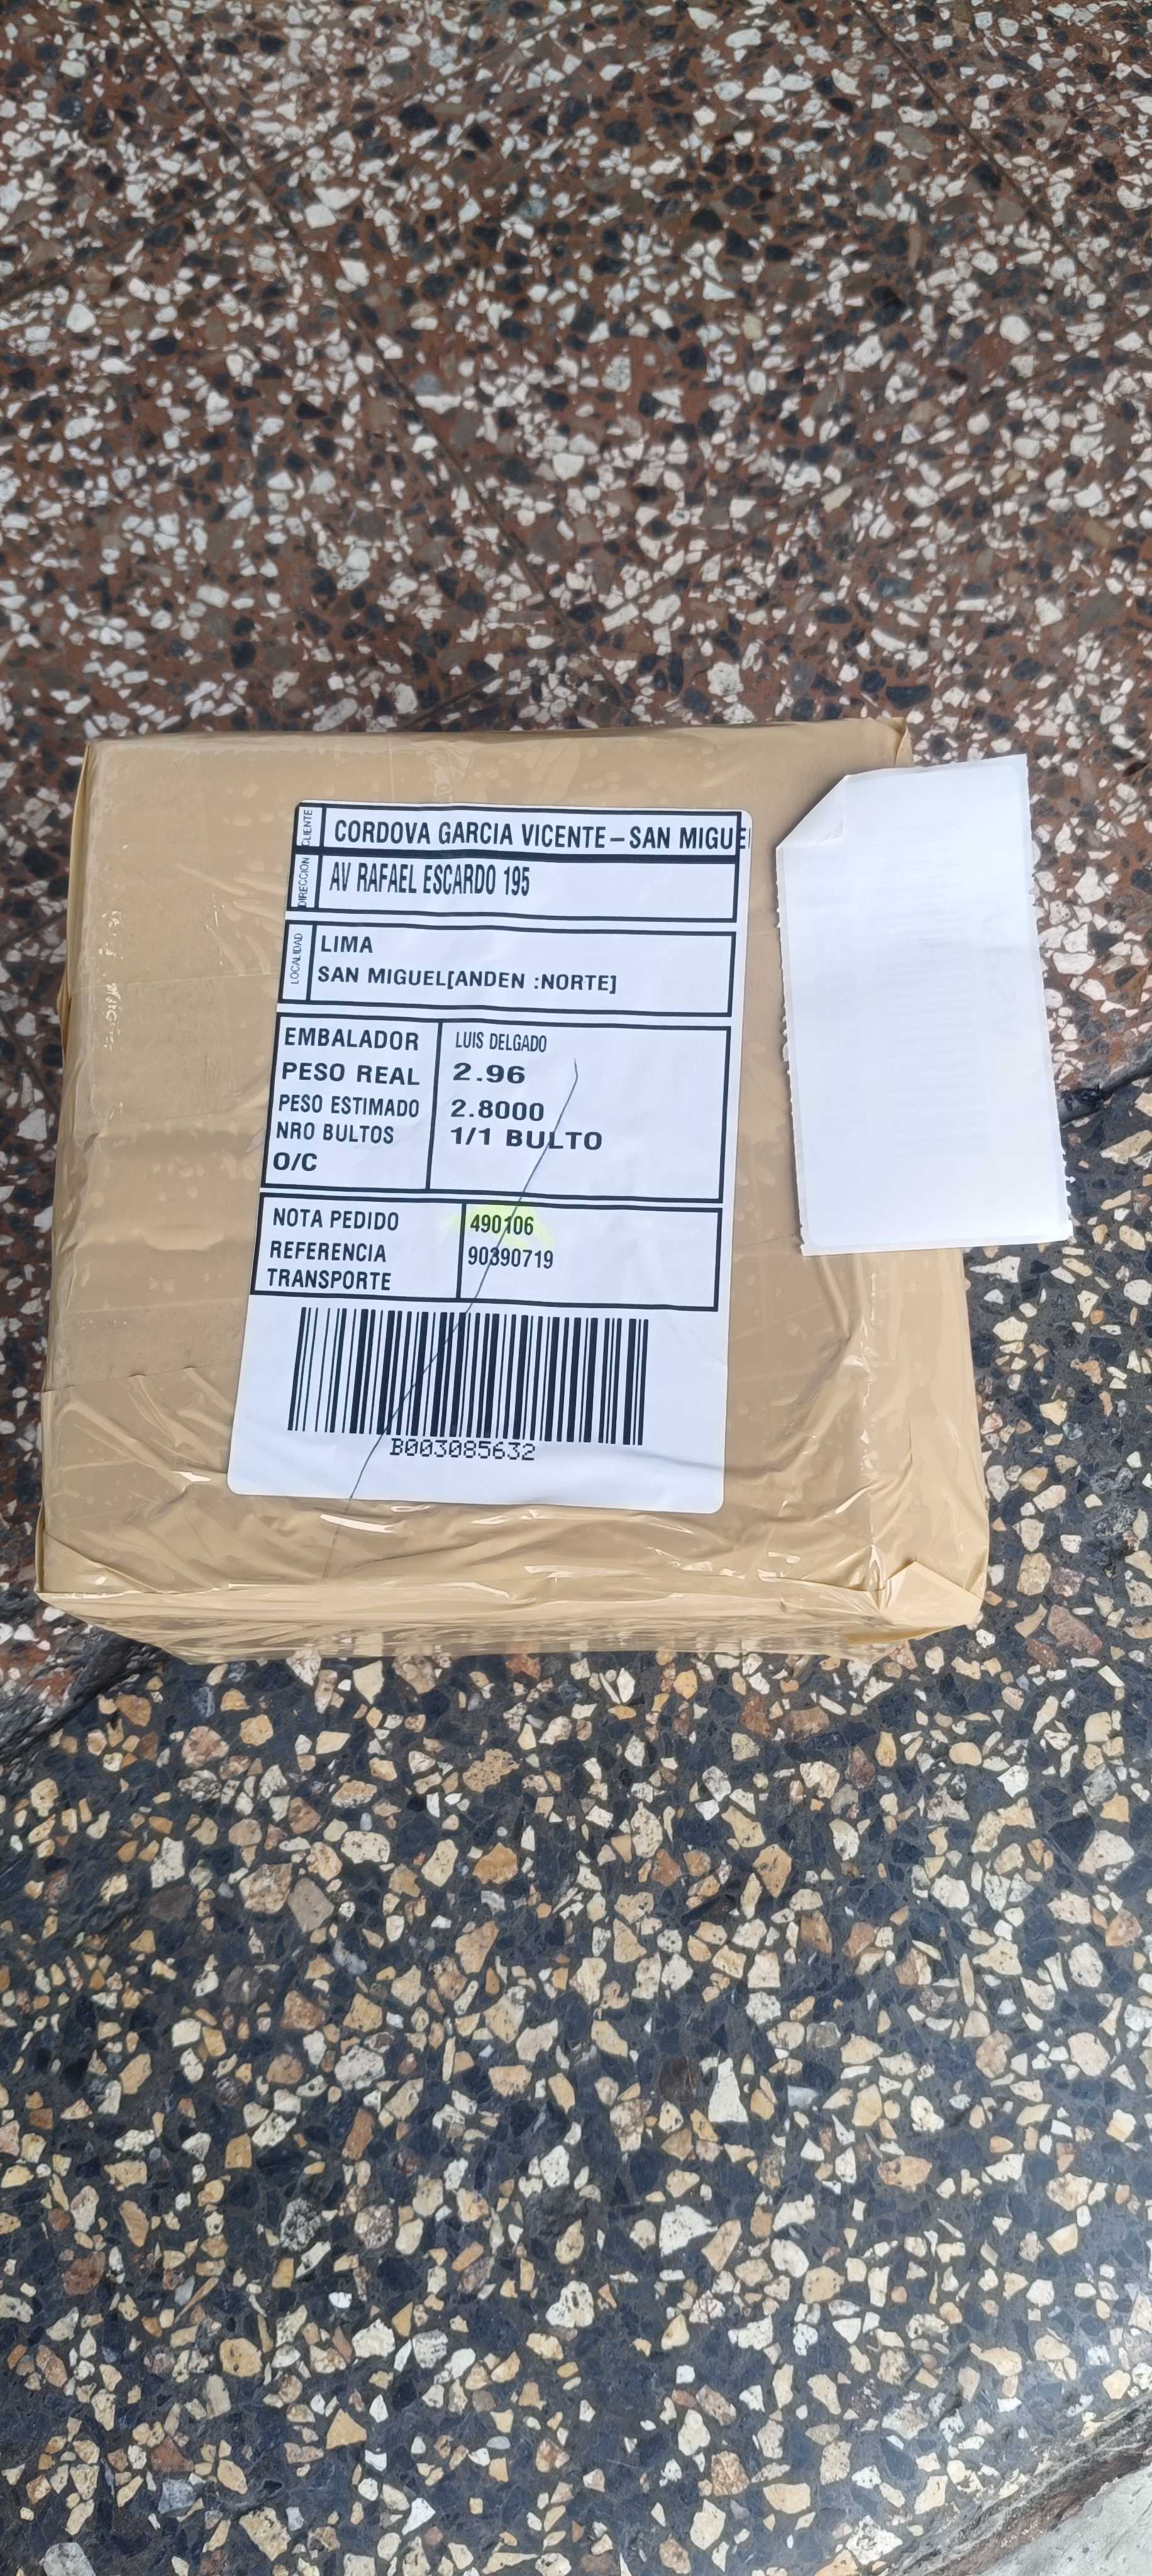 CLIENTE CORDOVA GARCIA VICENTE-SAN MIGUE
DIRECCIÓN AV RAFAEL ESCARDO 195
LOCALIDAD LIMA
SAN MIGUEL[ANDEN :NORTE]
EMBALADOR LUIS DELGADO
PESO REAL 2.96
PESO ESTIMADO 2.8000
NRO BULTOS 1/1 BULTO
O/C
NOTA PEDIDO 490106
REFERENCIA 90390719
TRANSPORTE
B003085632